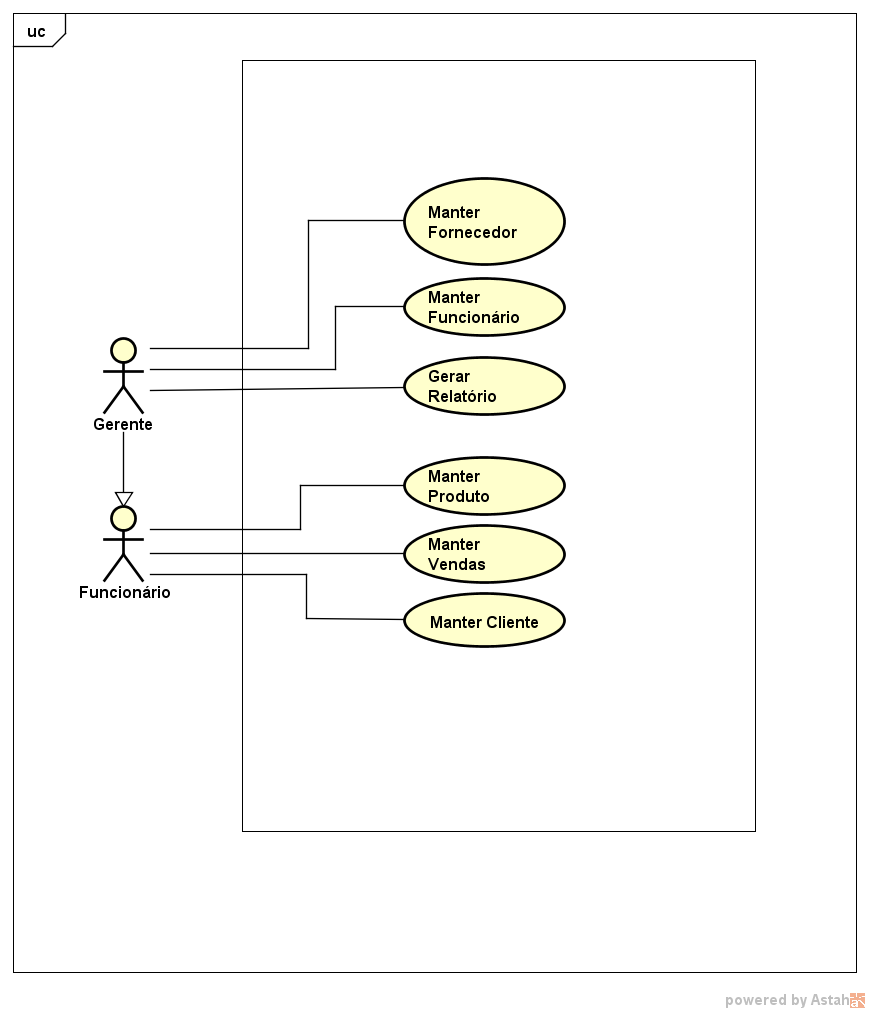 uc
Manter
Fornecedor
Manter
Funcionário
Gerar
Relatório
Gerente
Manter
Produto
Manter
Vendas
Funcionário
Manter Cliente
powered by Astah